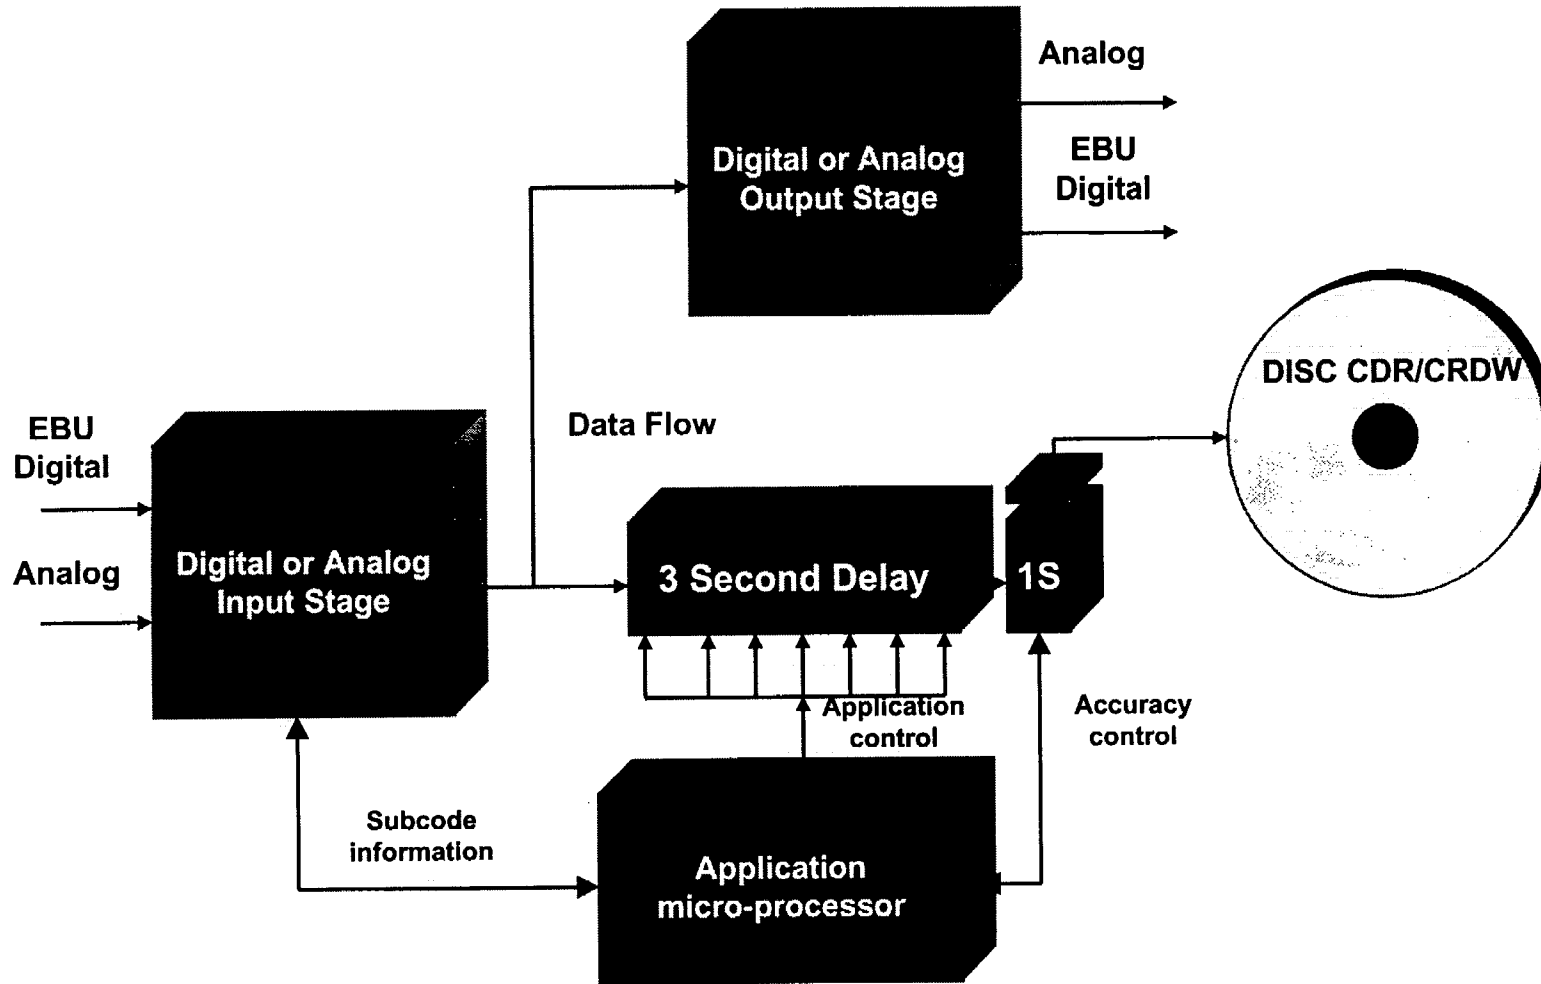 Analog
EBU
Digital
Digital or Analog
Output Stage
DISC CDR/CRDW
Data Flow
EBU
Digital
Analog
Digital or Analog
Input Stage
3 Second Delay
1S
Application
control
Accuracy
control
Subcode
information
Application
micro-processor